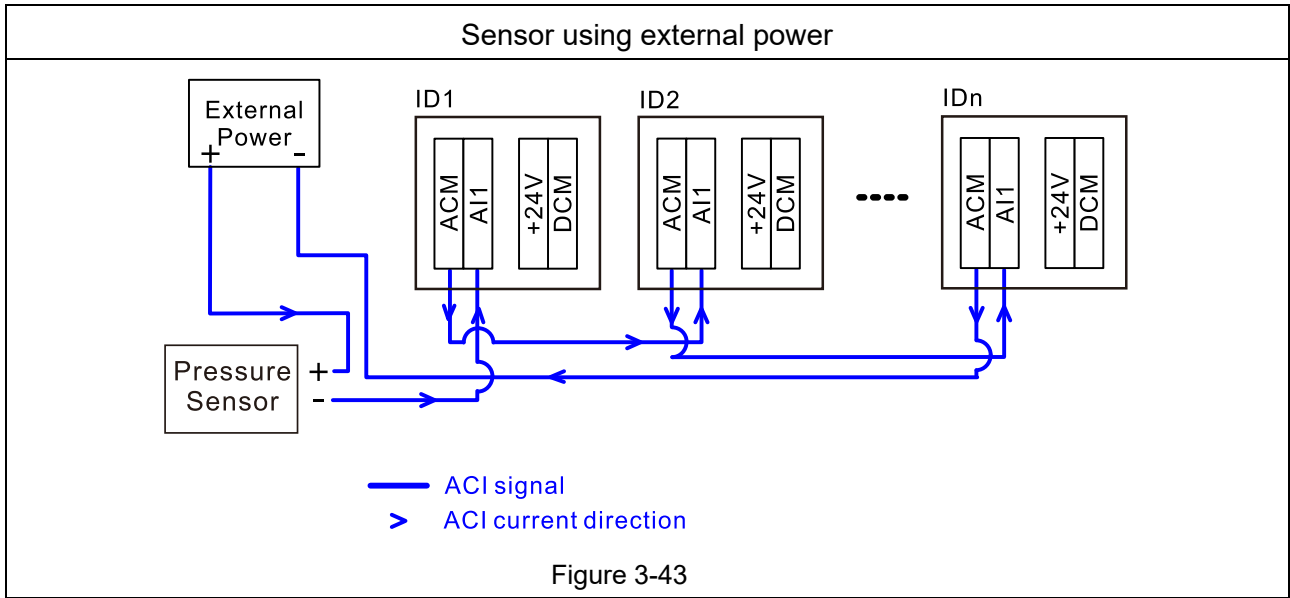 Sensor using external power
External
Power
+ -
ID1
ACM
AI1
+24V
DCM
ID2
ACM
AI1
+24V
DCM
IDn
ACM
AI1
+24V
DCM
Pressure +
Sensor -
ACI signal
ACI current direction
Figure 3-43